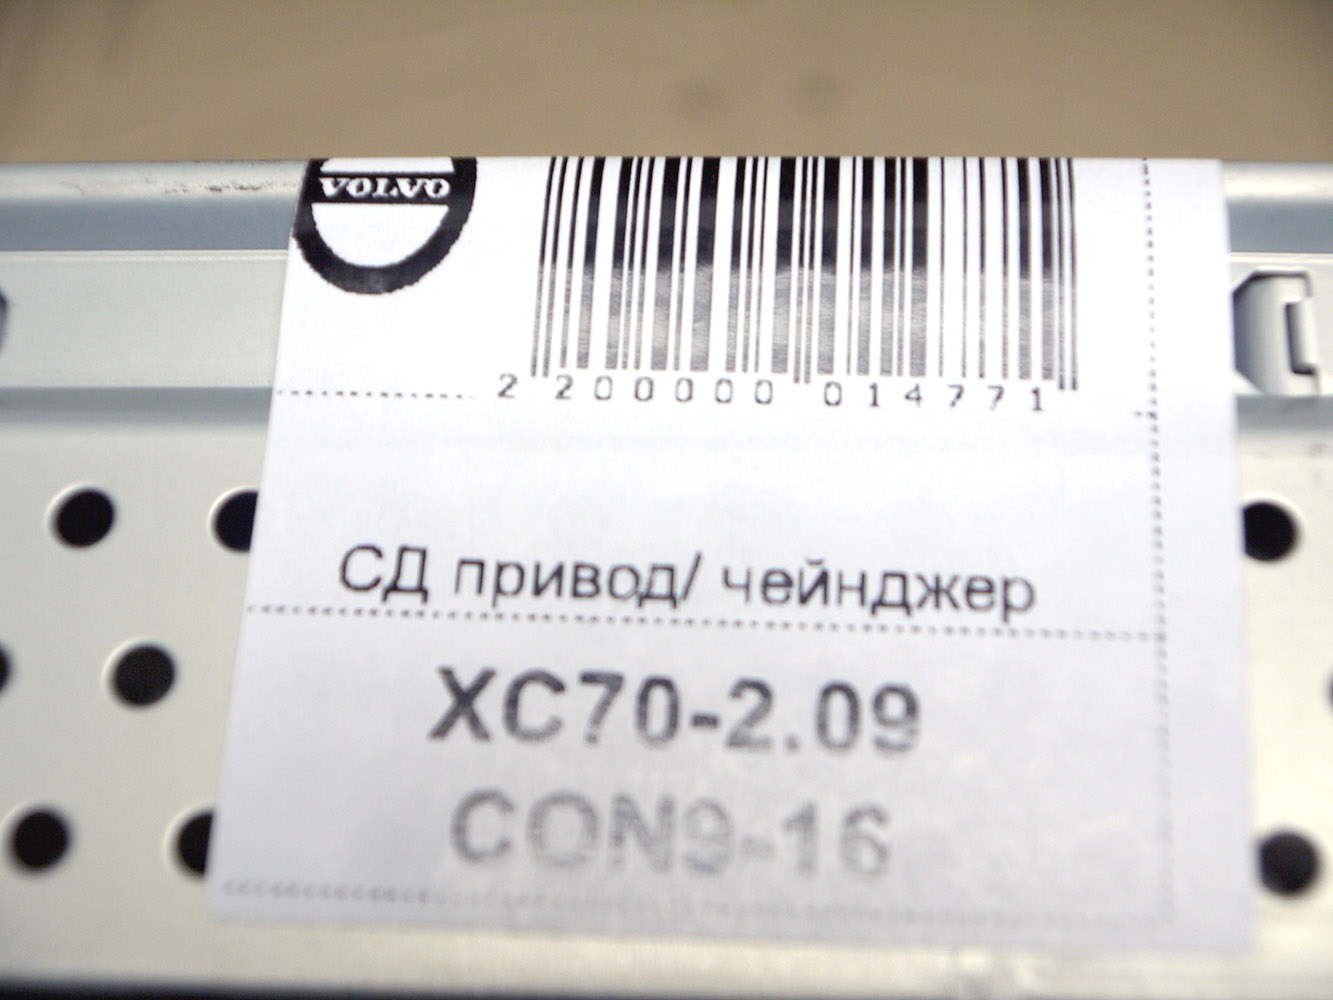 VOLVO
2 200000 014771
СД привод/ чейнджер
XC70-2.09
CON9-16